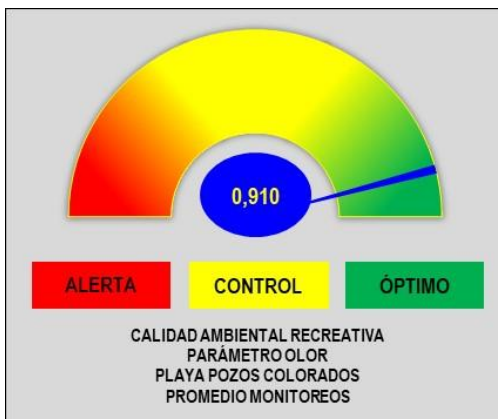 0,910
ALERTA CONTROL ÓPTIMO
CALIDAD AMBIENTAL RECREATIVA
PARÁMETRO OLOR
PLAYA POZOS COLORADOS
PROMEDIO MONITOREOS